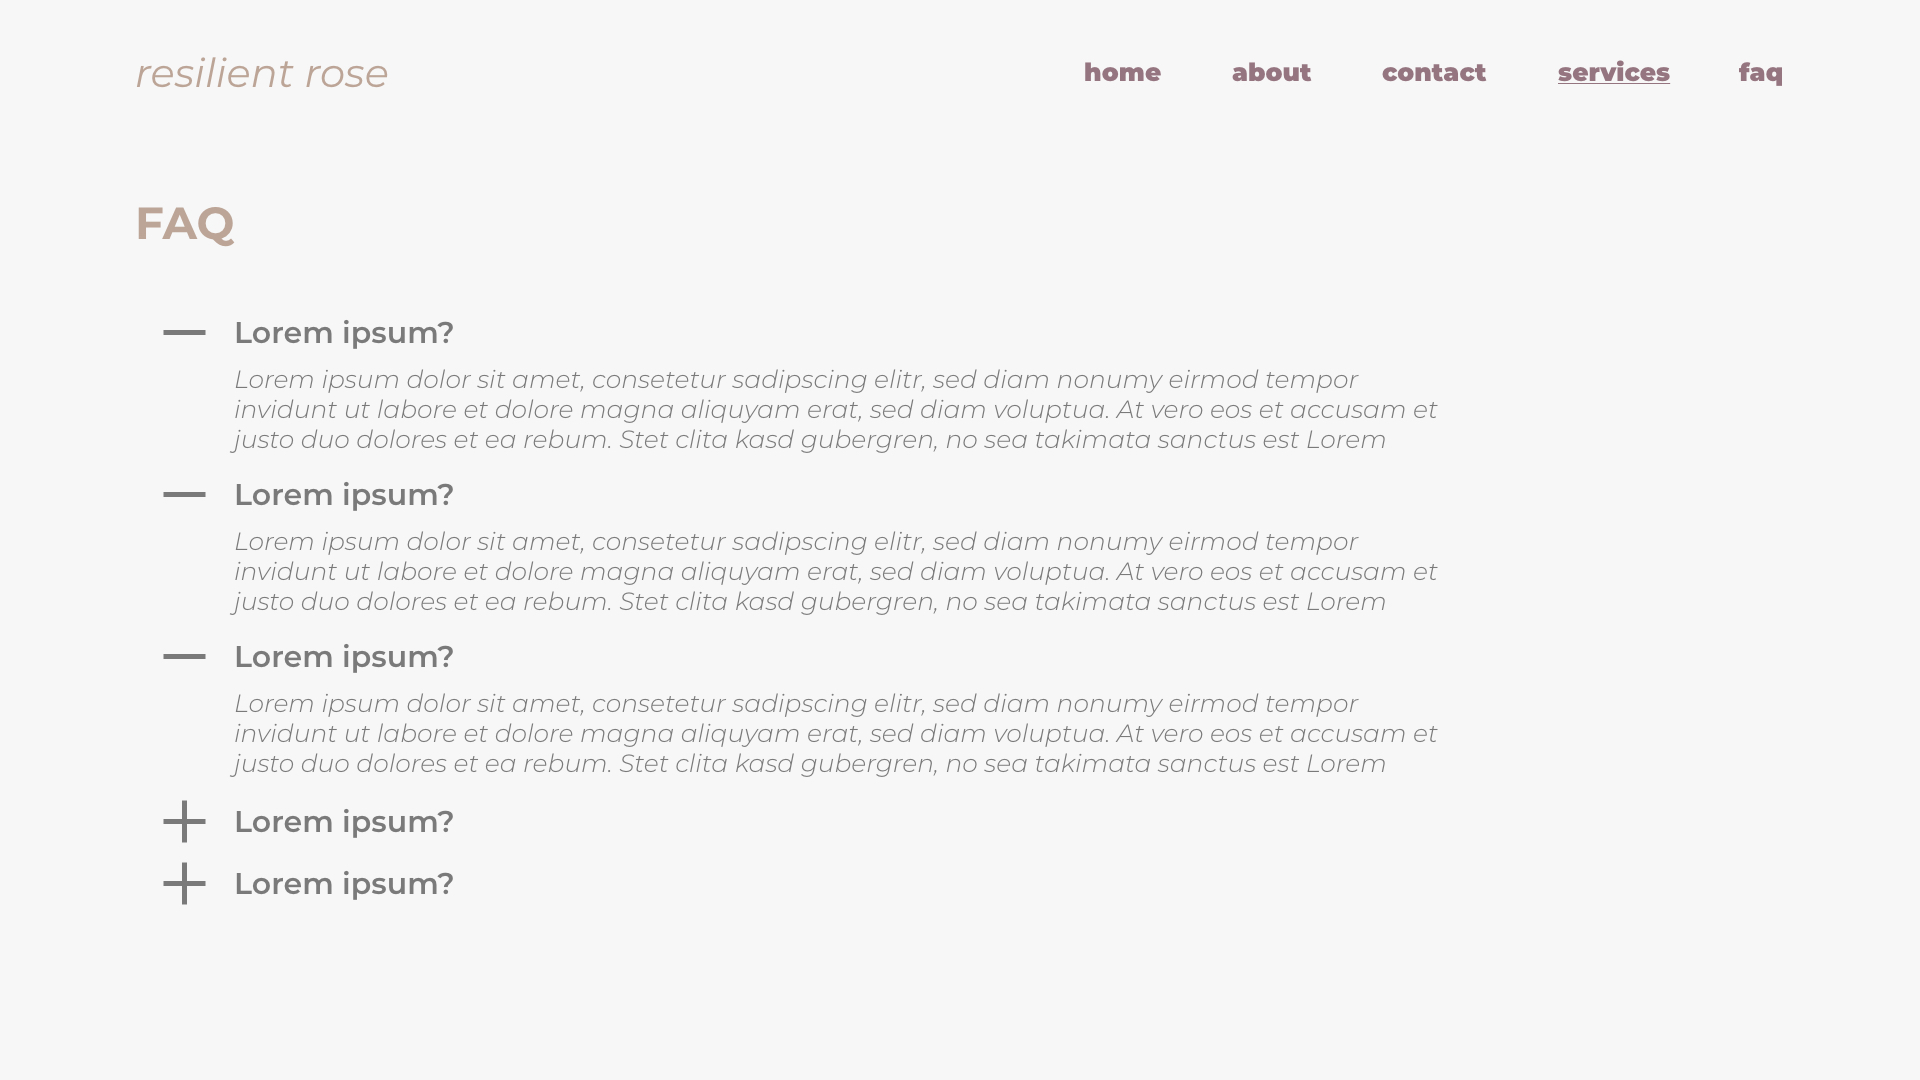 resilient rose
home about contact services faq
FAQ
Lorem ipsum?
Lorem ipsum dolor sit amet, consetetur sadipscing elitr, sed diam nonumy eirmod tempor
invidunt ut labore et dolore magna aliquyam erat, sed diam voluptua. At vero eos et accusam et
justo duo dolores et ea rebum. Stet clita kasd gubergren, no sea takimata sanctus est Lorem
Lorem ipsum?
Lorem ipsum dolor sit amet, consetetur sadipscing elitr, sed diam nonumy eirmod tempor
invidunt ut labore et dolore magna aliquyam erat, sed diam voluptua. At vero eos et accusam et
justo duo dolores et ea rebum. Stet clita kasd gubergren, no sea takimata sanctus est Lorem
Lorem ipsum?
Lorem ipsum dolor sit amet, consetetur sadipscing elitr, sed diam nonumy eirmod tempor
invidunt ut labore et dolore magna aliquyam erat, sed diam voluptua. At vero eos et accusam et
justo duo dolores et ea rebum. Stet clita kasd gubergren, no sea takimata sanctus est Lorem
Lorem ipsum?
Lorem ipsum?